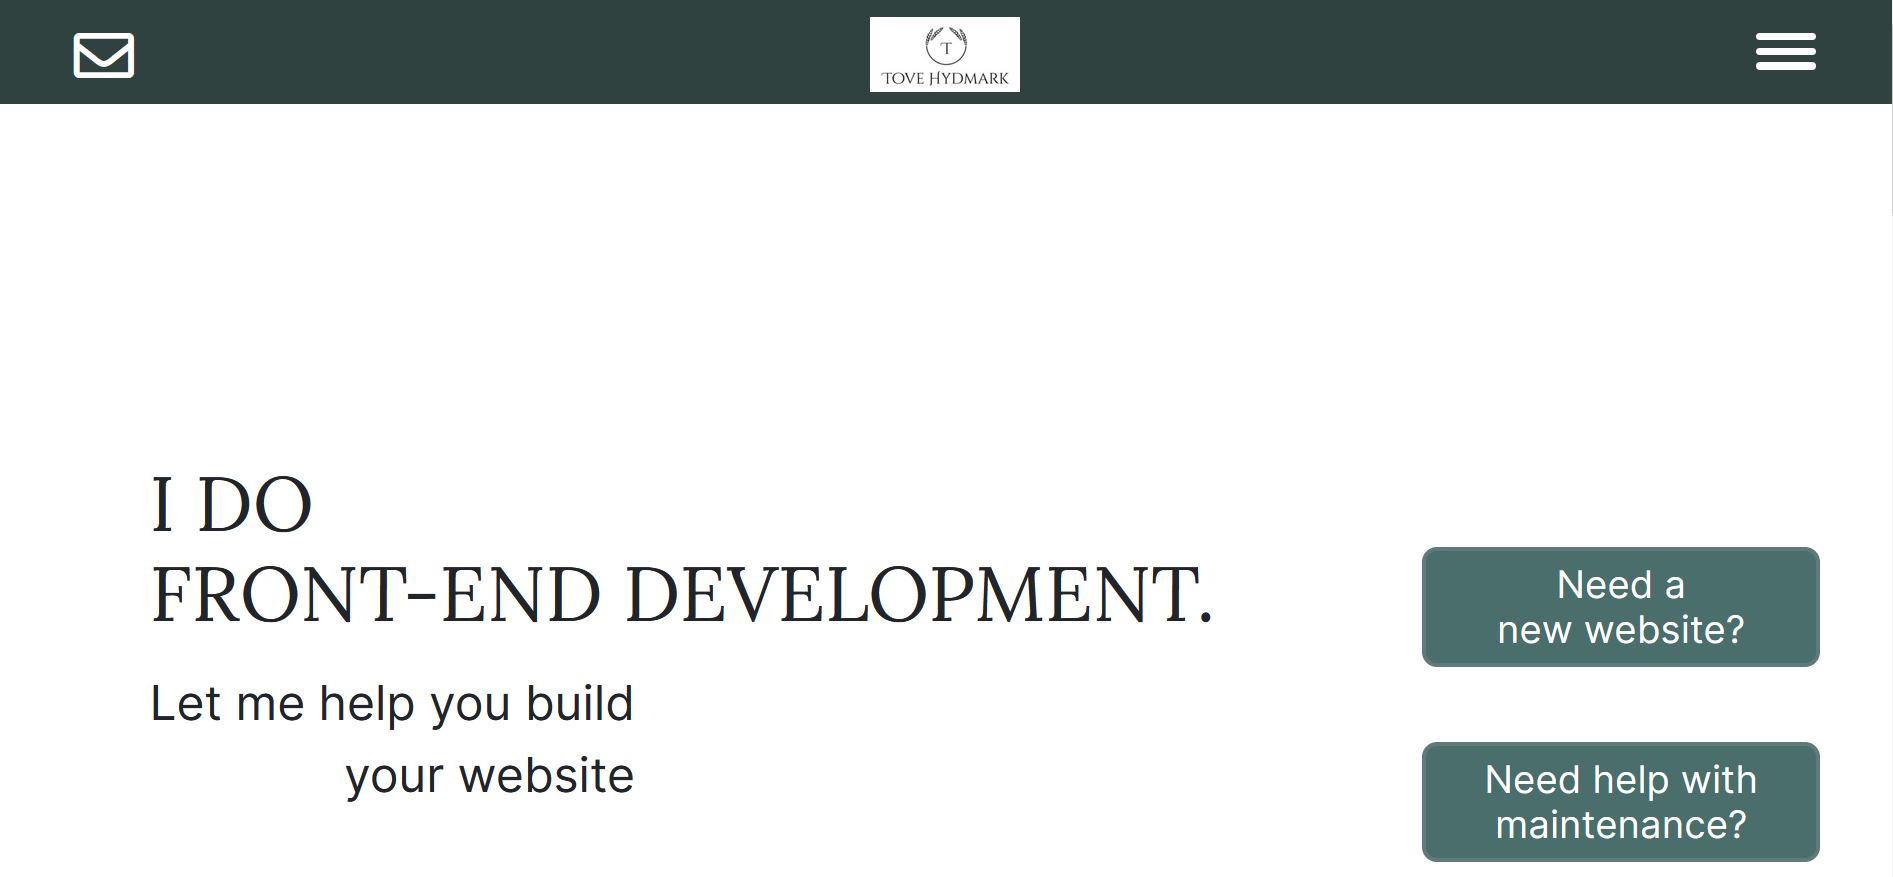 T
TOVE HYDMARK
I DO
FRONT-END DEVELOPMENT.
Let me help you build
your website
Need a
new website?
Need help with
maintenance?